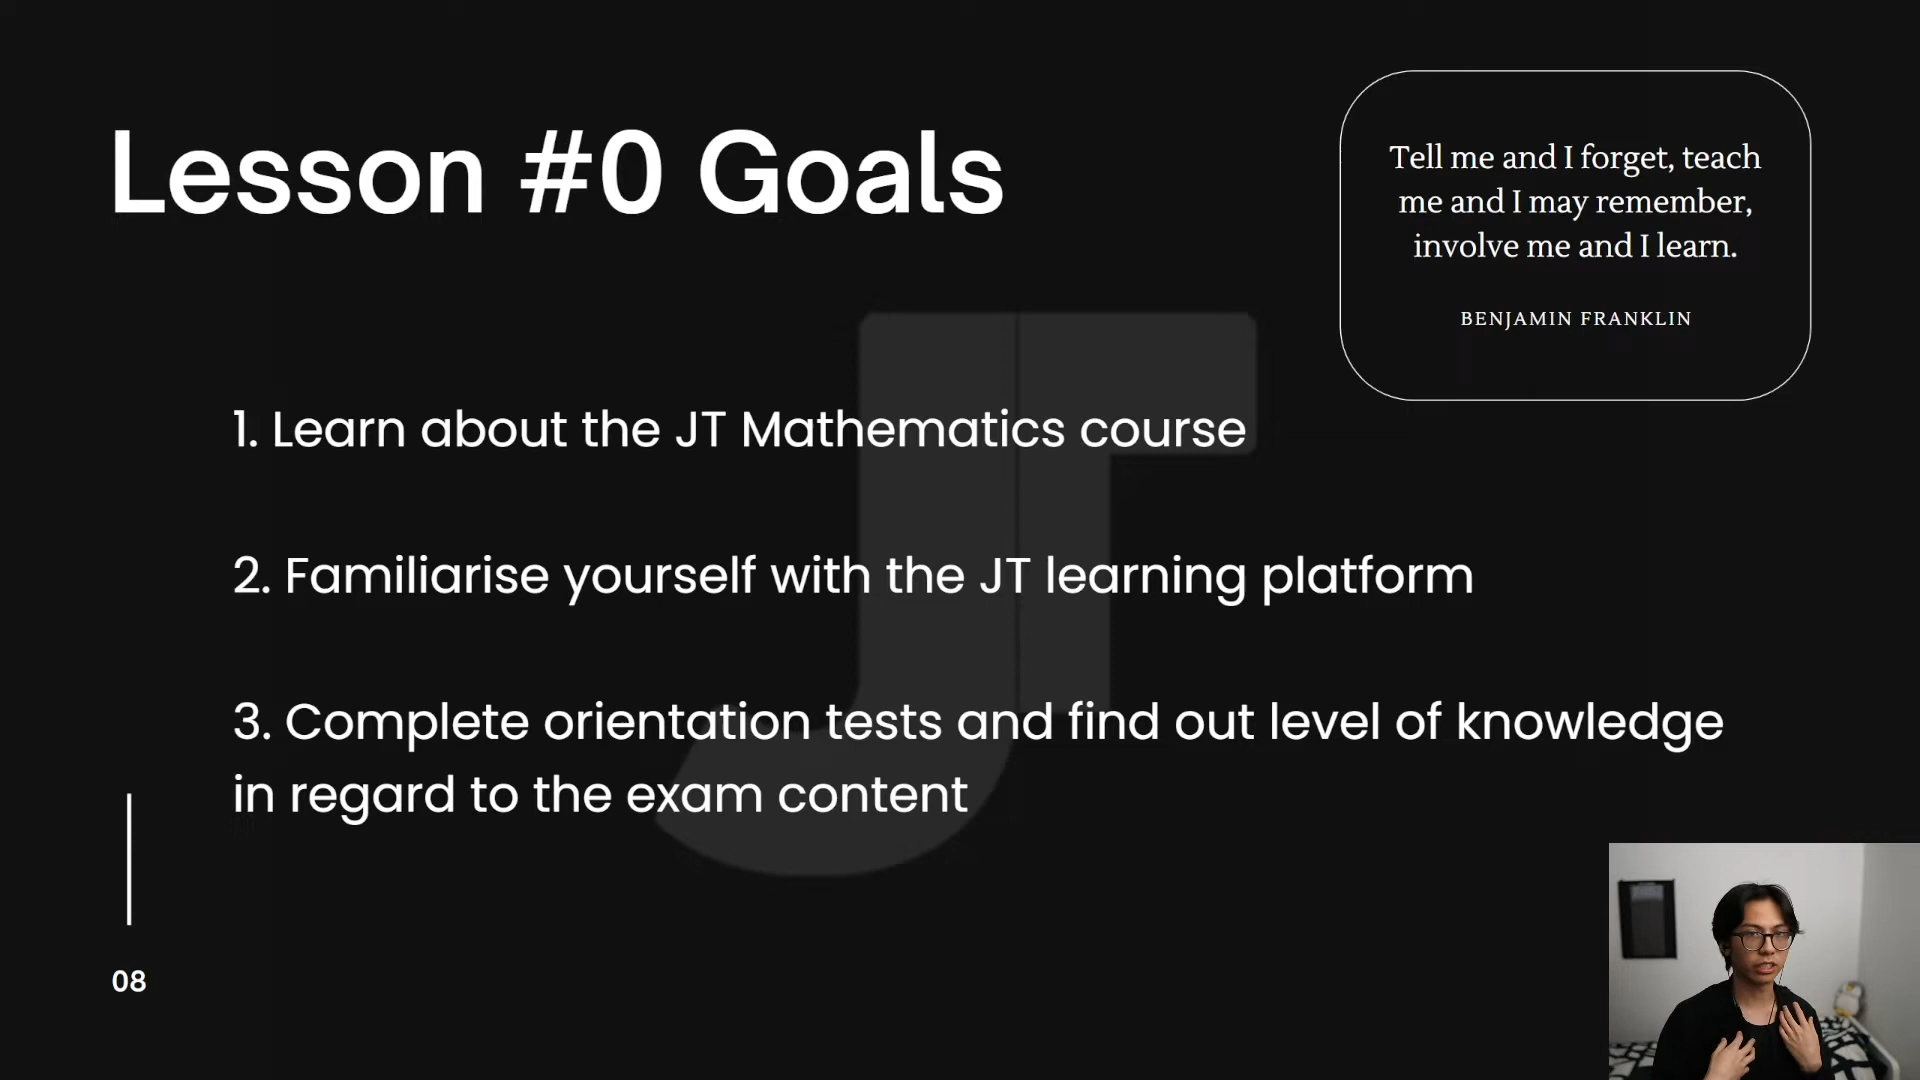 Lesson #0 Goals
Tell me and I forget, teach
me and I may remember,
involve me and I learn.
BENJAMIN FRANKLIN
1. Learn about the JT Mathematics course
2. Familiarise yourself with the JT learning platform
3. Complete orientation tests and find out level of knowledge
in regard to the exam content
08